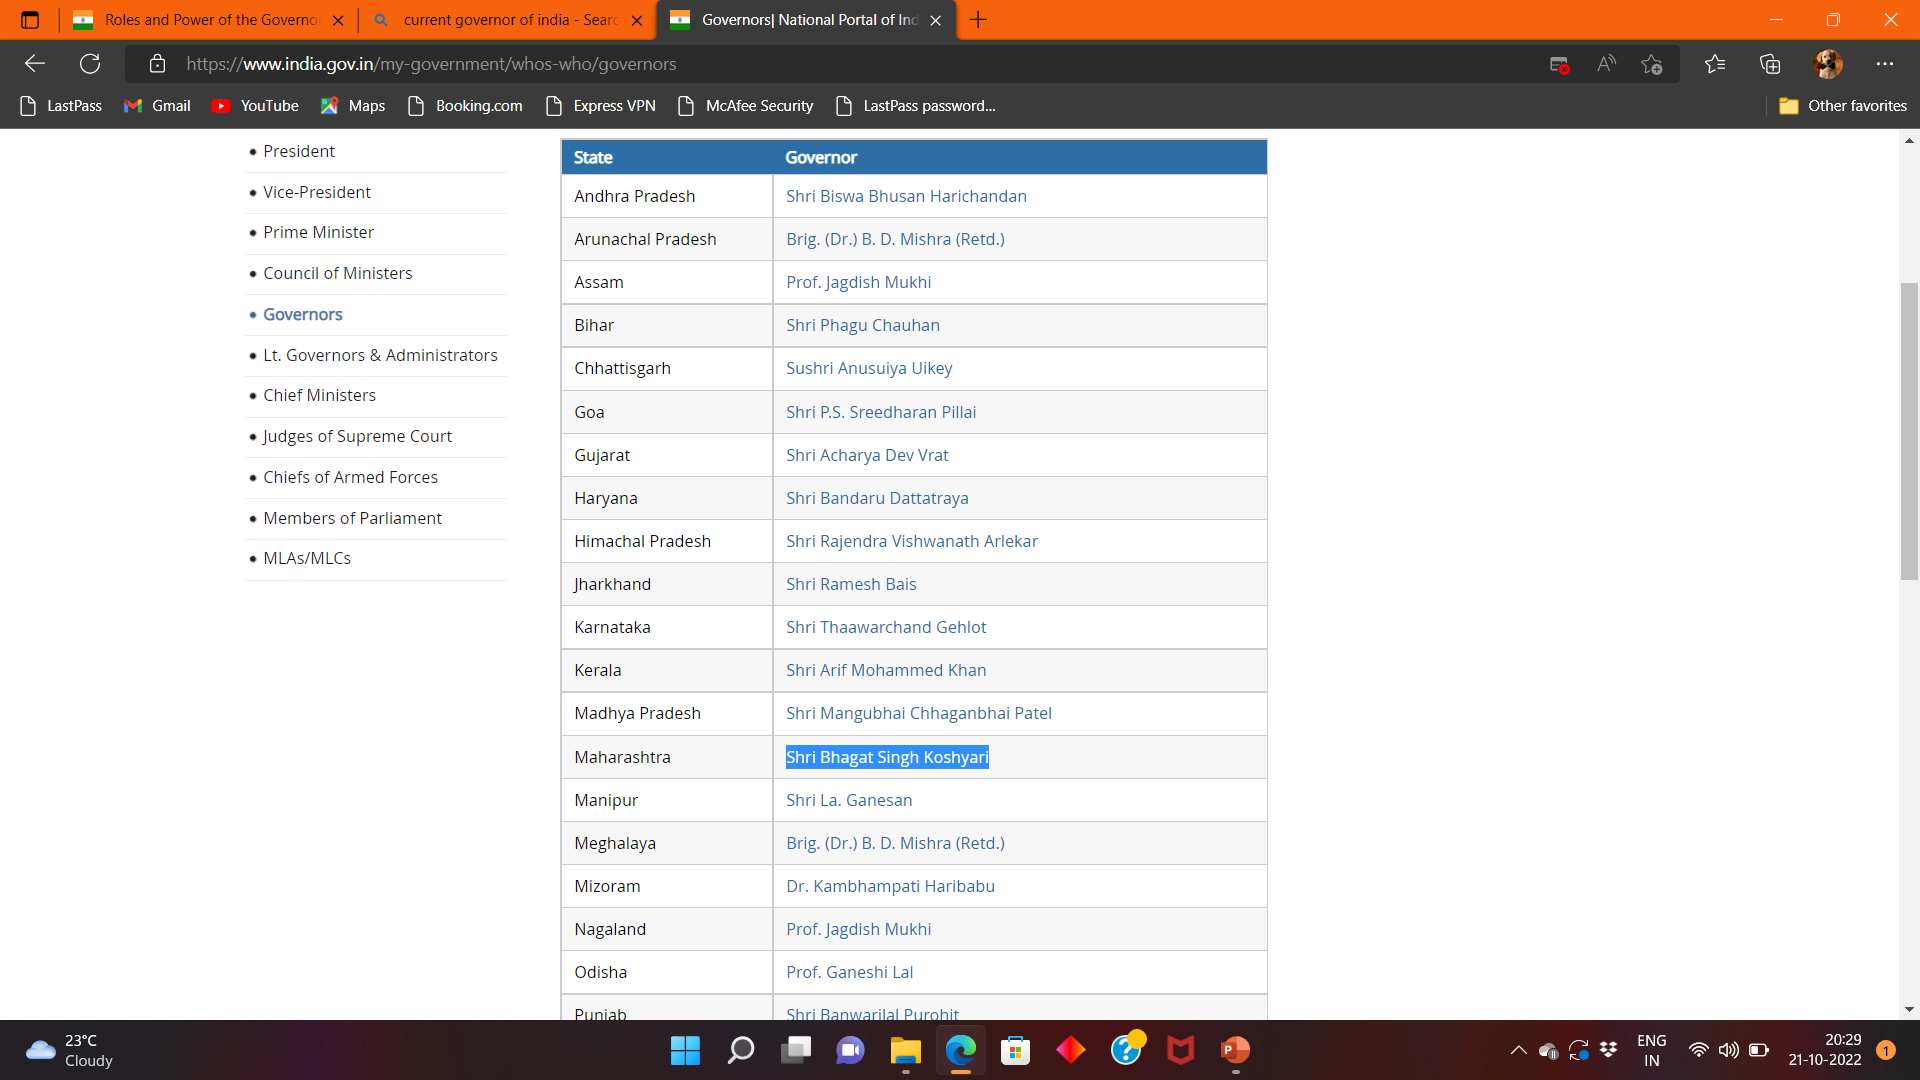 Roles and Power of the Governo
current governor of india - Searc
Governors| National Portal of Ind
https://www.india.gov.in/my-government/whos-who/governors
LastPass
Gmail
YouTube
Maps
Booking.com
Express VPN
McAfee Security
LastPass password...
Other favorites
President
Vice-President
Prime Minister
Council of Ministers
Governors
Lt. Governors & Administrators
Chief Ministers
Judges of Supreme Court
Chiefs of Armed Forces
Members of Parliament
MLAs/MLCs
State Governor
Andhra Pradesh Shri Biswa Bhusan Harichandan
Arunachal Pradesh Brig. (Dr.) B. D. Mishra (Retd.)
Assam Prof. Jagdish Mukhi
Bihar Shri Phagu Chauhan
Chhattisgarh Sushri Anusuiya Uikey
Goa Shri P.S. Sreedharan Pillai
Gujarat Shri Acharya Dev Vrat
Haryana Shri Bandaru Dattatraya
Himachal Pradesh Shri Rajendra Vishwanath Arlekar
Jharkhand Shri Ramesh Bais
Karnataka Shri Thaawarchand Gehlot
Kerala Shri Arif Mohammed Khan
Madhya Pradesh Shri Mangubhai Chhaganbhai Patel
Maharashtra Shri Bhagat Singh Koshyari
Manipur Shri La. Ganesan
Meghalaya Brig. (Dr.) B. D. Mishra (Retd.)
Mizoram Dr. Kambhampati Haribabu
Nagaland Prof. Jagdish Mukhi
Odisha Prof. Ganeshi Lal
Punjab Shri Banwarilal Purohit
23°C
Cloudy
ENG
IN
20:29
21-10-2022
1